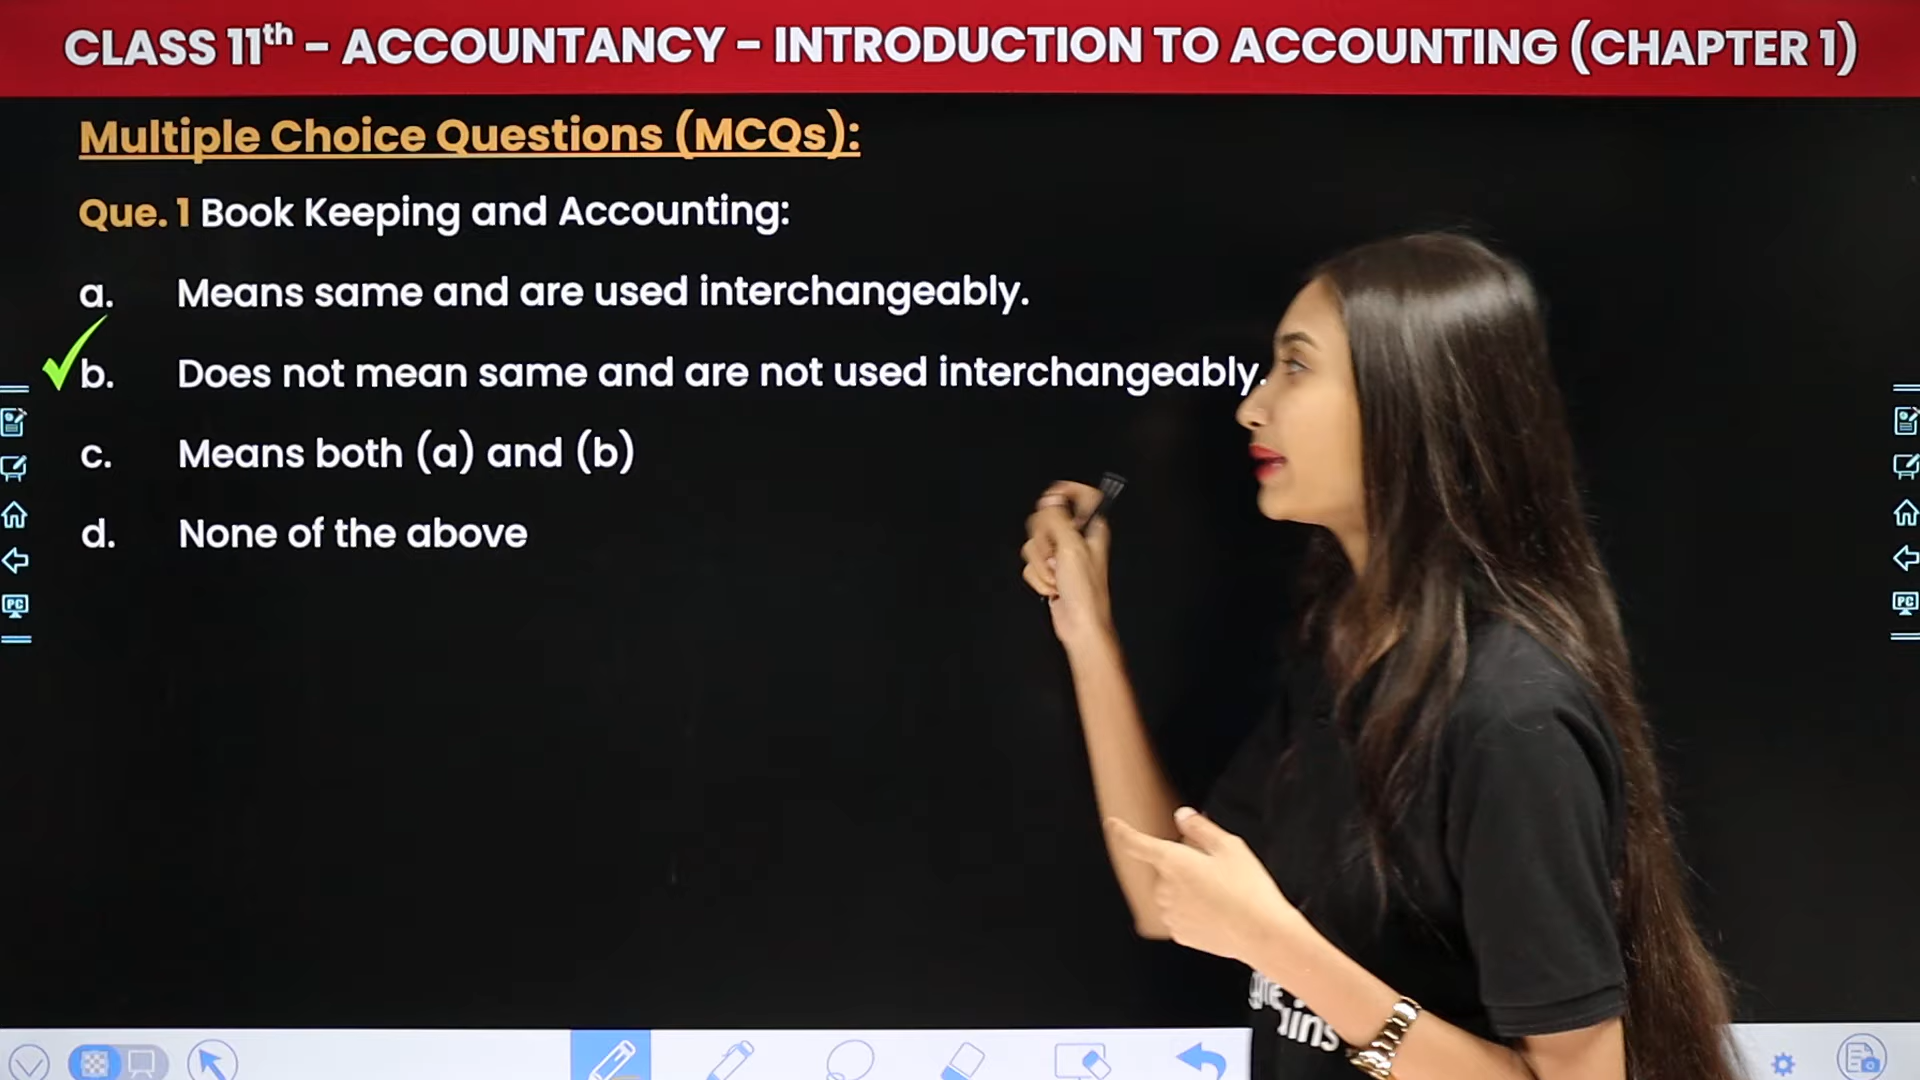 CLASS 11th - ACCOUNTANCY - INTRODUCTION TO ACCOUNTING (CHAPTER 1)
Multiple Choice Questions (MCQs):
Que. 1 Book Keeping and Accounting:
a. Means same and are used interchangeably.
b. Does not mean same and are not used interchangeably.
c. Means both (a) and (b)
d. None of the above
PC
PC